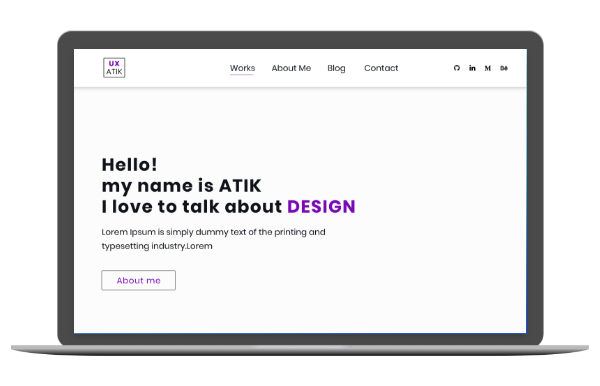 UX
ATIK
Works About Me Blog Contact
in M Bē
Hello!
my name is ATIK
I love to talk about DESIGN
Lorem Ipsum is simply dummy text of the printing and
typesetting industry.Lorem
About me